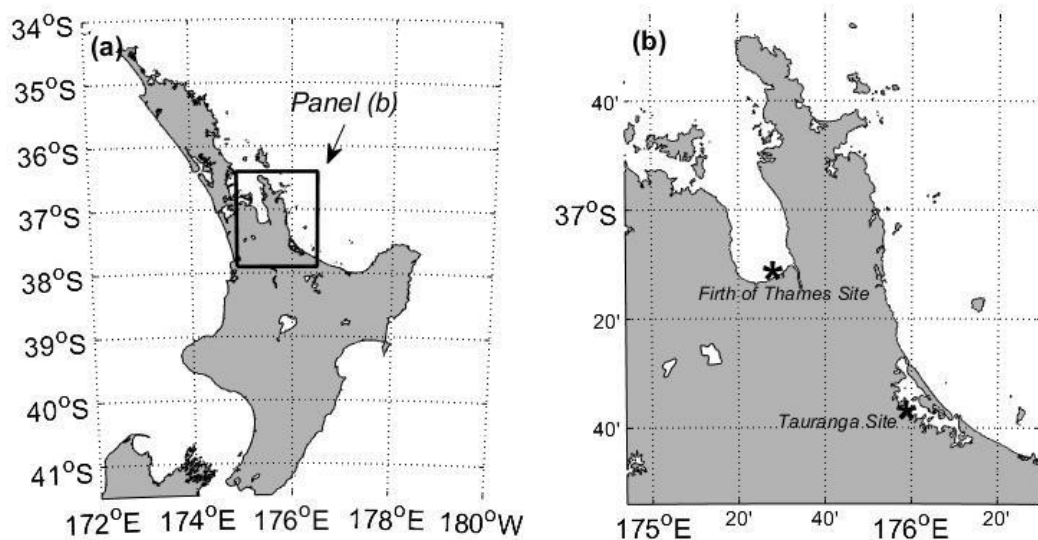 (a)
34°S
35°S
36°S
37°S
38°S
39°S
40°S
41°S
172°E
174°E
176°E
178°E
180°W
Panel (b)
(b)
40'
37°S
20'
40'
175°E
20'
40'
176°E
20'
Firth of Thames Site
Tauranga Site